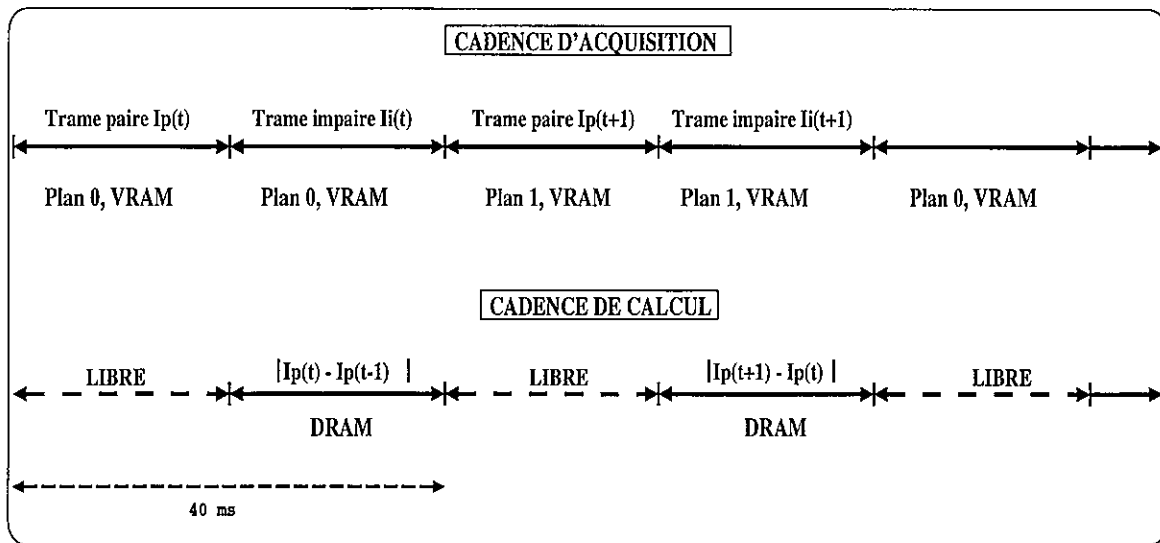 CADENCE D'ACQUISITION
Trame paire Ip(t) Trame impaire Ii(t) Trame paire Ip(t+1) Trame impaire Ii(t+1)
Plan 0, VRAM Plan 0, VRAM Plan 1, VRAM Plan 1, VRAM Plan 0, VRAM
CADENCE DE CALCUL
LIBRE |Ip(t) - Ip(t-1) | LIBRE |Ip(t+1) - Ip(t) | LIBRE
DRAM DRAM
40 ms